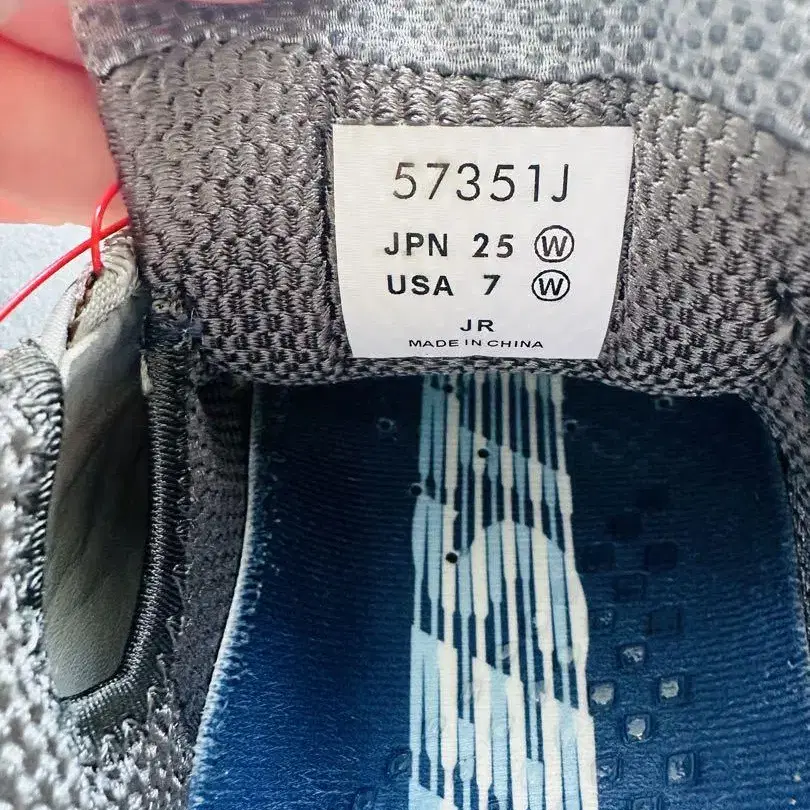 57351J
JPN 25 Ⓦ
USA 7 Ⓦ
JR
MADE IN CHINA